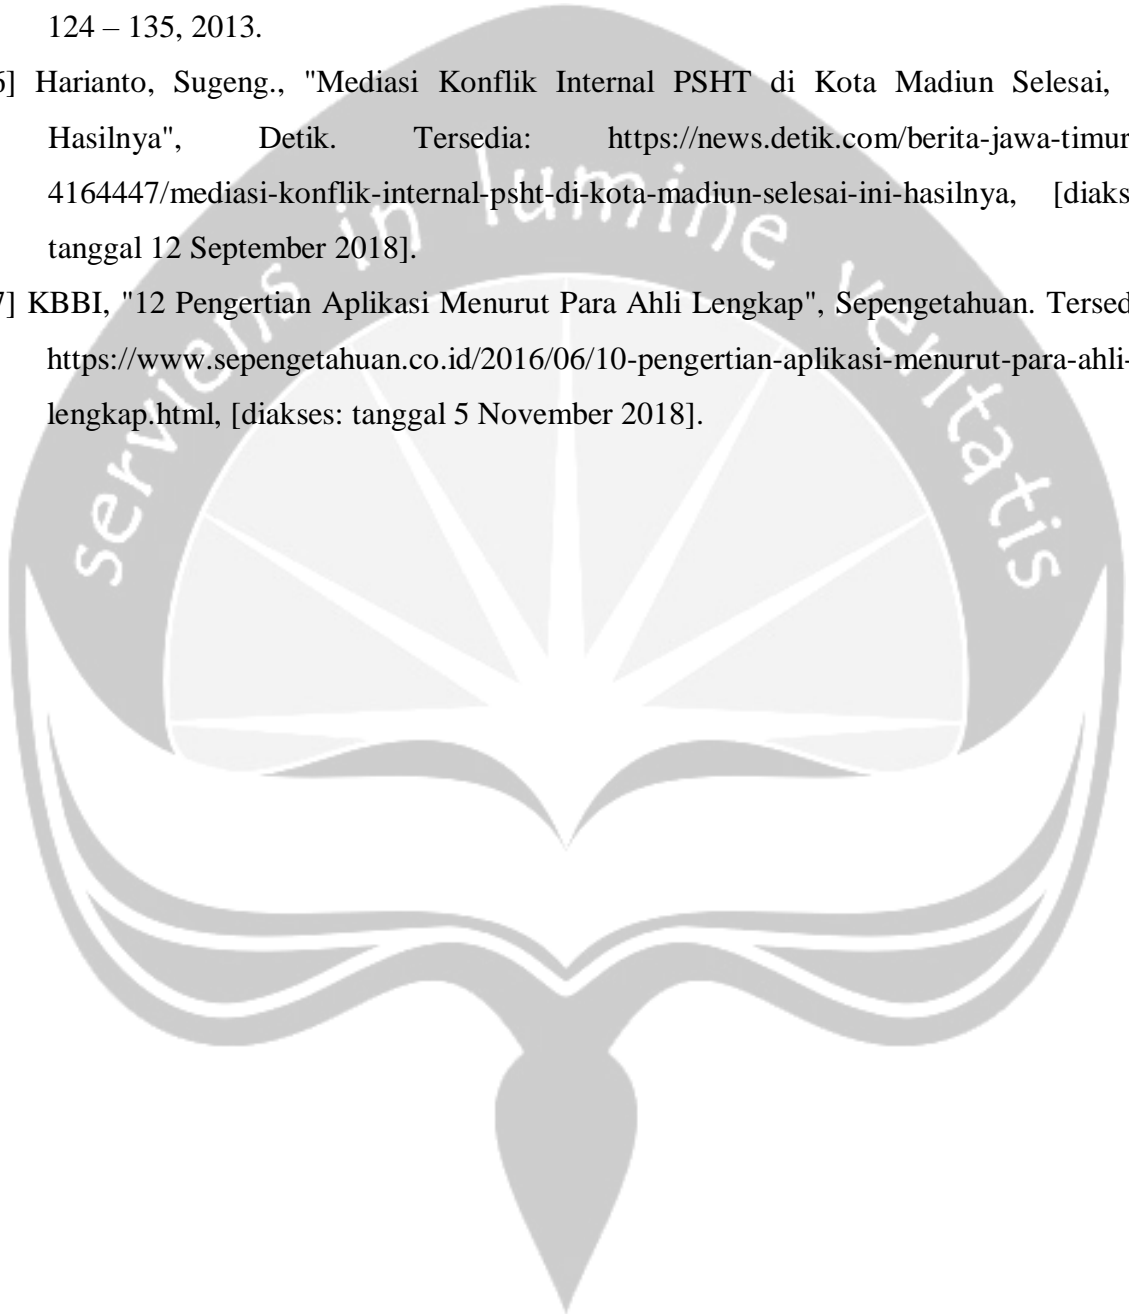 124 – 135, 2013.
6] Harianto, Sugeng., "Mediasi Konflik Internal PSHT di Kota Madiun Selesai,
Hasilnya", Detik. Tersedia: https://news.detik.com/berita-jawa-timur
4164447/mediasi-konflik-internal-psht-di-kota-madiun-selesai-ini-hasilnya, [diaks
tanggal 12 September 2018].
7] KBBI, "12 Pengertian Aplikasi Menurut Para Ahli Lengkap", Sepengetahuan. Tersed
https://www.sepengetahuan.co.id/2016/06/10-pengertian-aplikasi-menurut-para-ahli-
lengkap.html, [diakses: tanggal 5 November 2018].
serviens in lumine veritatis